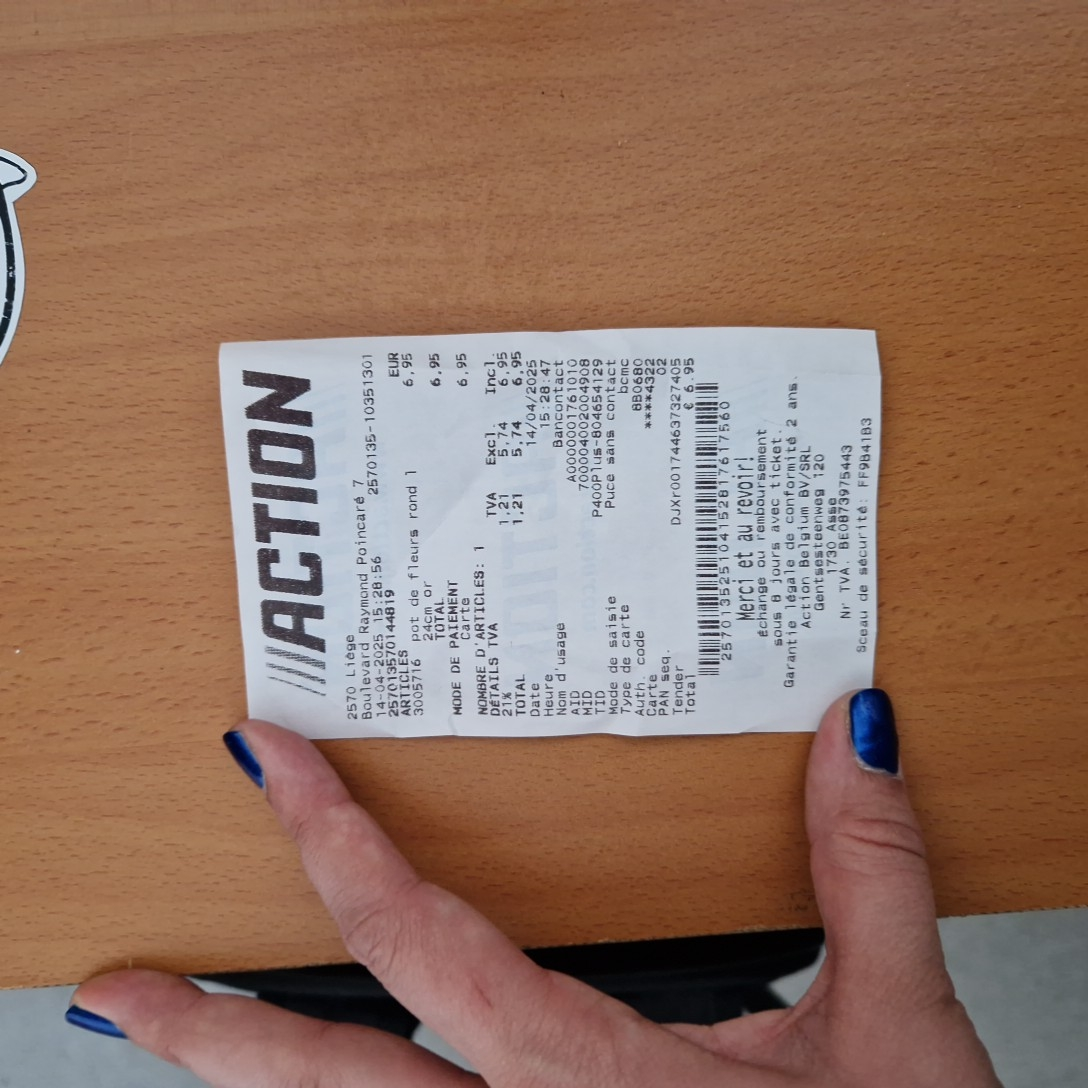 ACTION
2570 Liège
Boulevard Raymond Poincaré 7
14-04-2025 15:28:56 2570135-10351301
257013570144819
ARTICLES EUR
3005716 pot de fleurs rond 1 6,95
24cm or
TOTAL 6,95
MODE DE PAIEMENT
Carte 6,95
NOMBRE D'ARTICLES: 1
DÉTAILS TVA TVA Excl. Incl.
21% 1,21 5,74 6,95
TOTAL 1,21 5,74 6,95
Date 14/04/2025
Heure 15:28:47
Nom d'usage Bancontact
AID A0000001761010
MID 700004002004908
TID P400Plus-804654129
Mode de saisie Puce sans contact
Type de carte bcmc
Auth. code 8B0680
Carte ****4322
PAN seq. 02
Tender DJXr001744637327405
Total € 6.95
257013525104152817617560
Merci et au revoir!
échange ou remboursement
sous 8 jours avec ticket.
Garantie légale de conformité 2 ans.
Action Belgium BV/SRL
Gentsesteenweg 120
1730 Asse
Nr TVA. BE0873975443
Sceau de sécurité: FF9B41B3